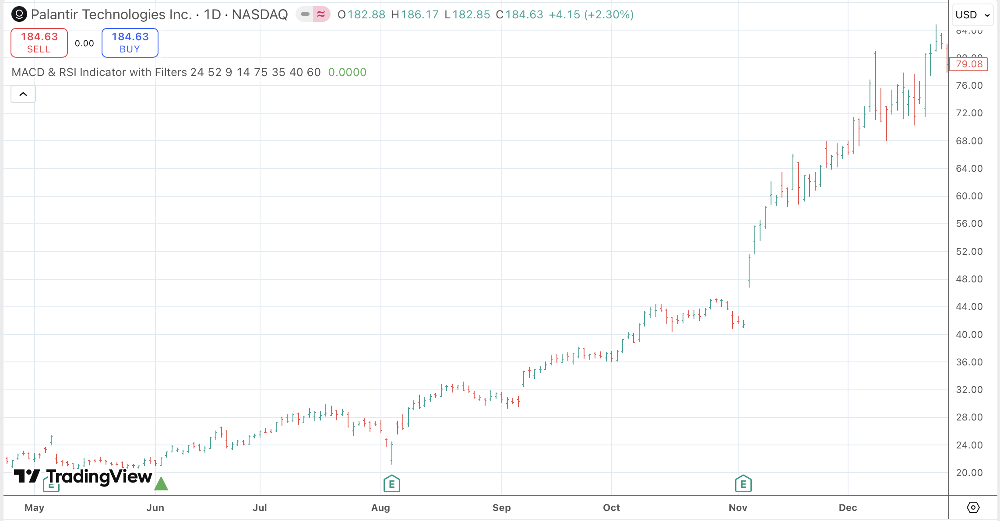 Palantir Technologies Inc. · 1D · NASDAQ O182.88 H186.17 L182.85 C184.63 +4.15 (+2.30%)
USD
184.63 SELL
0.00
184.63 BUY
MACD & RSI Indicator with Filters 24 52 9 14 75 35 40 60 0.0000
84.00
80.00
79.08
76.00
72.00
68.00
64.00
60.00
56.00
52.00
48.00
44.00
40.00
36.00
32.00
28.00
24.00
20.00
TradingView
E E E
May Jun Jul Aug Sep Oct Nov Dec